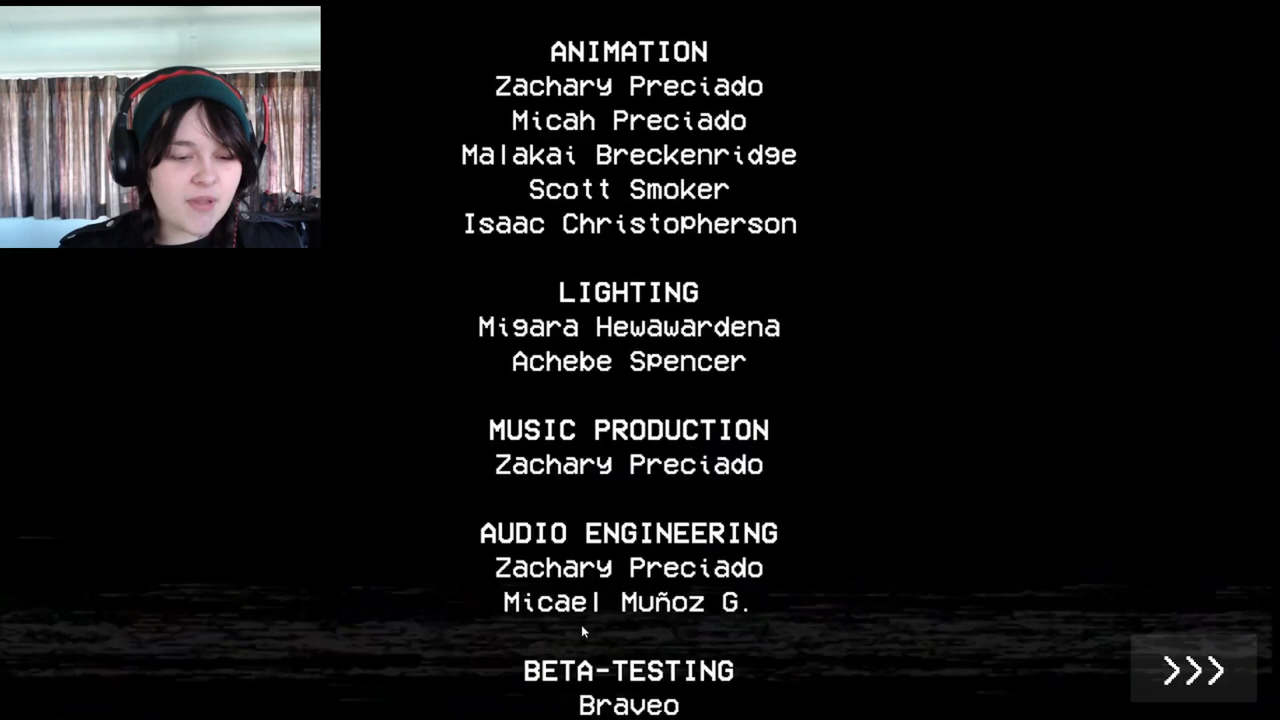 ANIMATION
Zachary Preciado
Micah Preciado
Malakai Breckenridge
Scott Smoker
Isaac Christopherson
LIGHTING
Migara Hewawardena
Achebe Spencer
MUSIC PRODUCTION
Zachary Preciado
AUDIO ENGINEERING
Zachary Preciado
Micael Muñoz G.
BETA-TESTING
Braveo
>>>